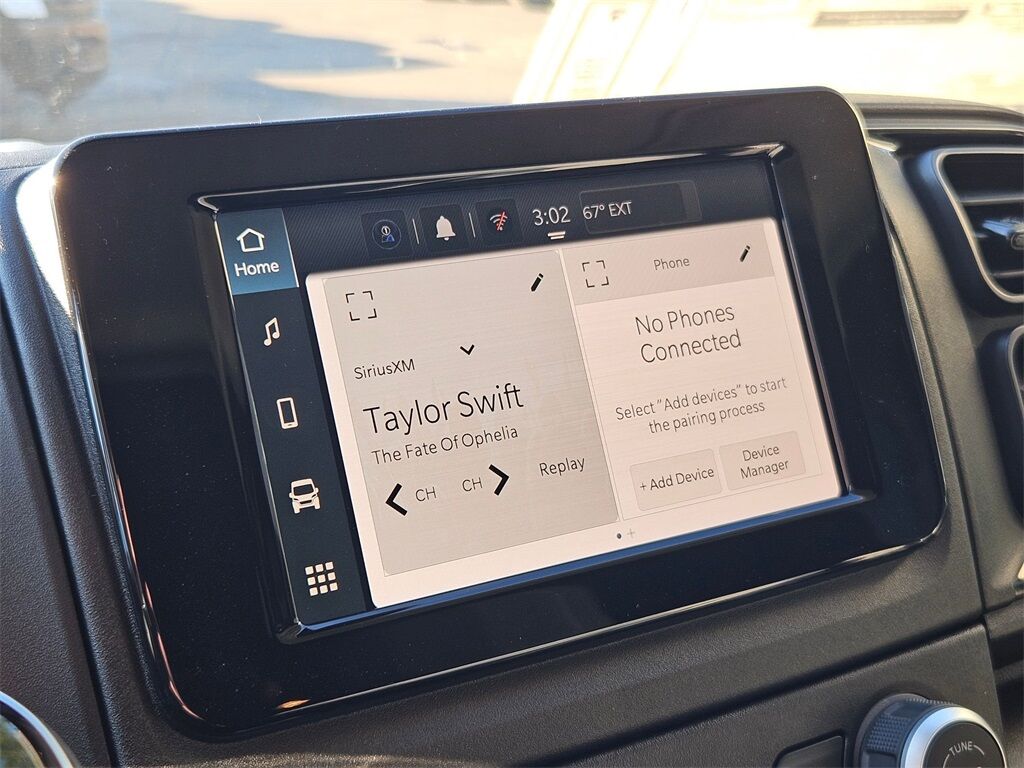 3:02 67° EXT
Home
SiriusXM
Taylor Swift
The Fate Of Ophelia
CH CH Replay
Phone
No Phones
Connected
Select "Add devices" to start
the pairing process
+ Add Device
Device
Manager
TUNE